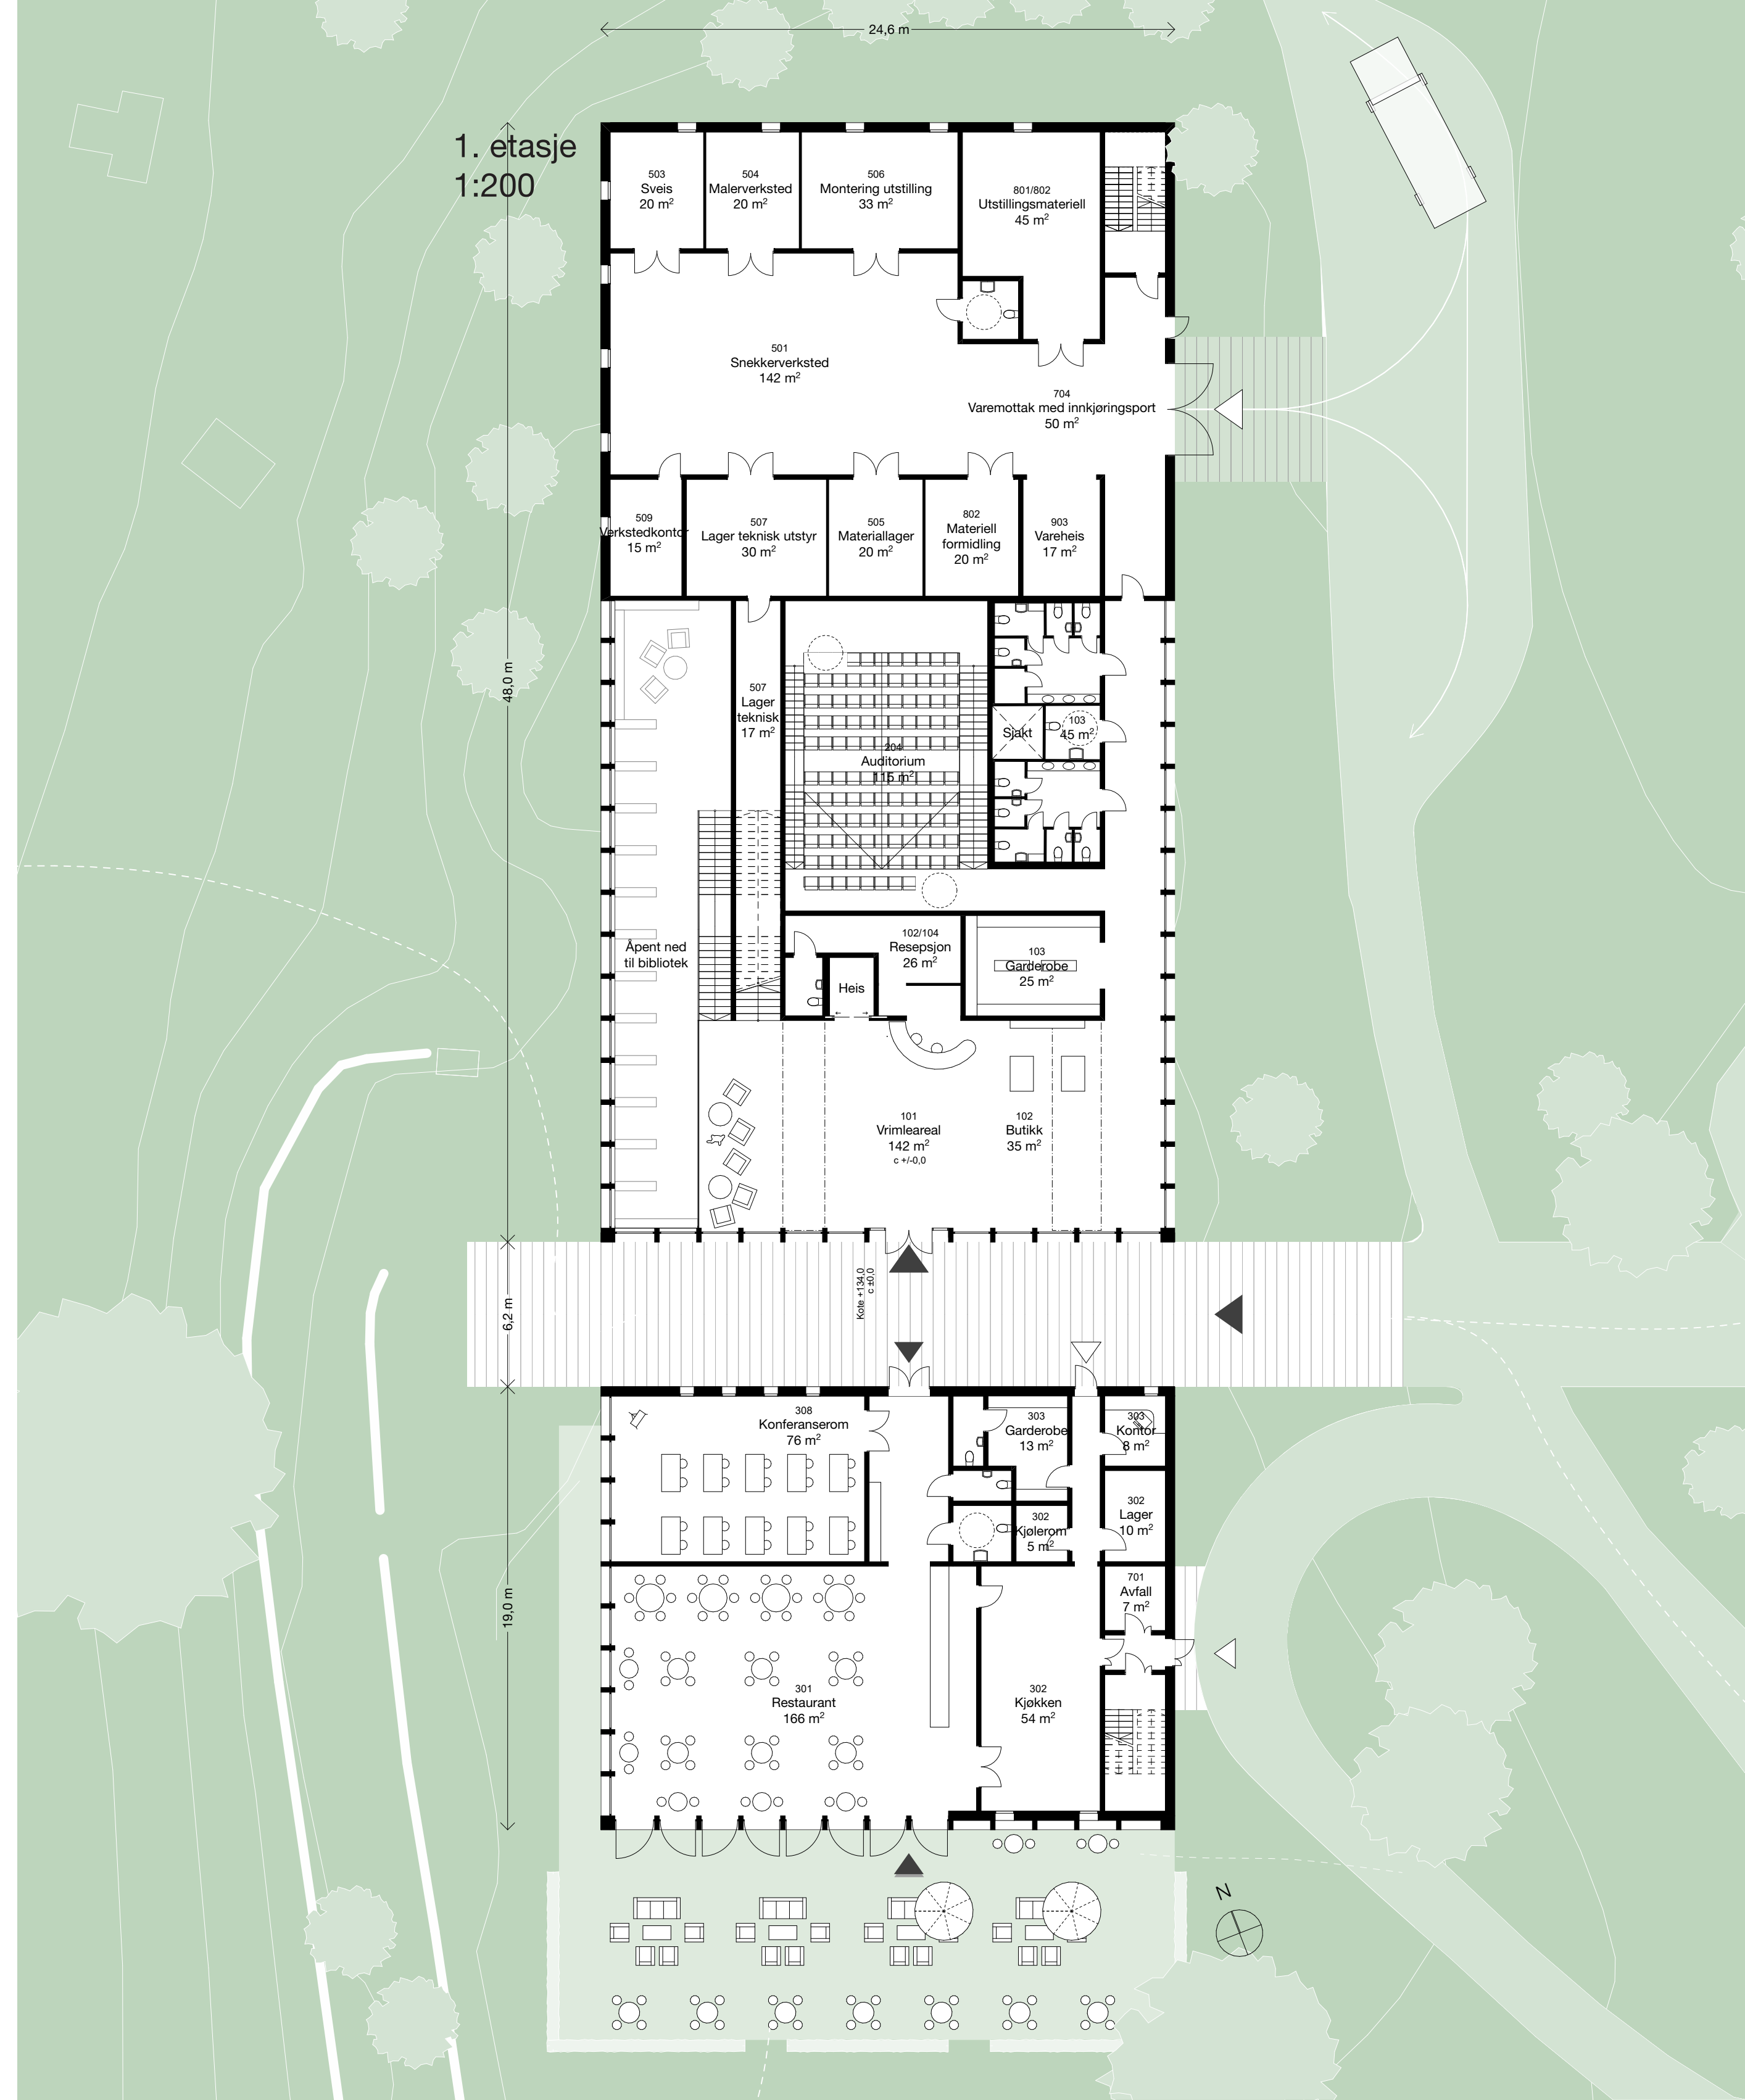 24,6 m
1. etasje
1:200
503
Sveis
20 m²
504
Malerverksted
20 m²
506
Montering utstilling
33 m²
801/802
Utstillingsmateriell
45 m²
501
Snekkerverksted
142 m²
704
Varemottak med innkjøringsport
50 m²
509
Verkstedkontor
15 m²
507
Lager teknisk utstyr
30 m²
505
Materiallager
20 m²
802
Materiell
formidling
20 m²
903
Vareheis
17 m²
48,0 m
507
Lager
teknisk
17 m²
204
Auditorium
115 m²
Sjakt
103
45 m²
Åpent ned
til bibliotek
102/104
Resepsjon
26 m²
Heis
103
Garderobe
25 m²
101
Vrimleareal
142 m²
c +/-0,0
102
Butikk
35 m²
6,2 m
Kote +134,0
c ±0,0
308
Konferanserom
76 m²
303
Garderobe
13 m²
303
Kontor
8 m²
302
Lager
10 m²
302
Kjølerom
5 m²
701
Avfall
7 m²
19,0 m
301
Restaurant
166 m²
302
Kjøkken
54 m²
N